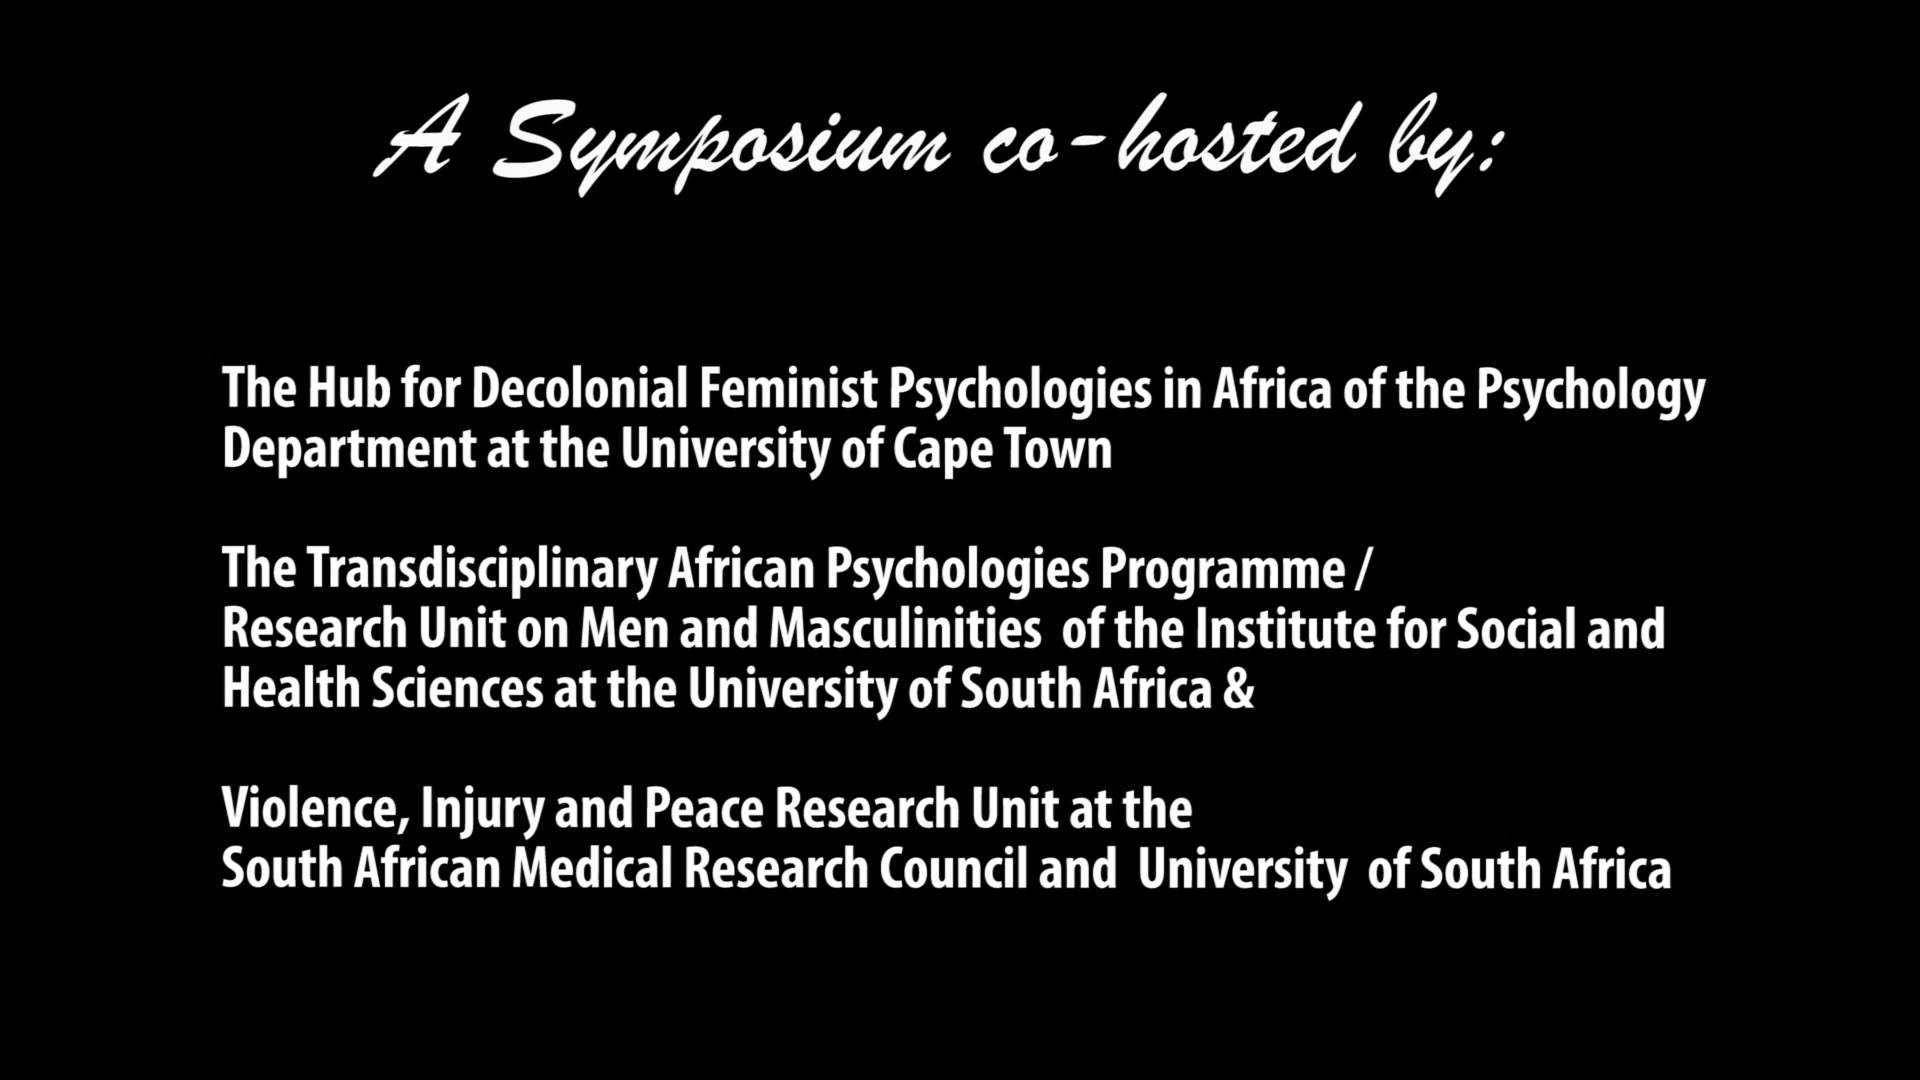 A Symposium co-hosted by:
The Hub for Decolonial Feminist Psychologies in Africa of the Psychology
Department at the University of Cape Town
The Transdisciplinary African Psychologies Programme /
Research Unit on Men and Masculinities of the Institute for Social and
Health Sciences at the University of South Africa &
Violence, Injury and Peace Research Unit at the
South African Medical Research Council and University of South Africa